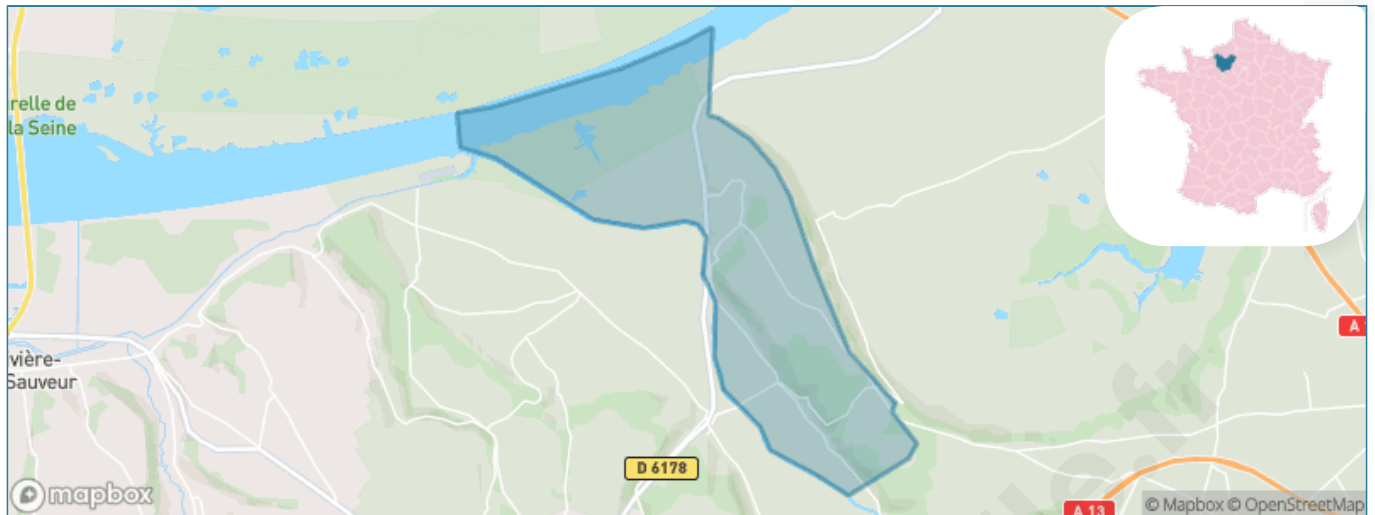 relle de
la Seine
vière-
Sauveur
D 6178
A 13
A
mapbox
© Mapbox © OpenStreetMap